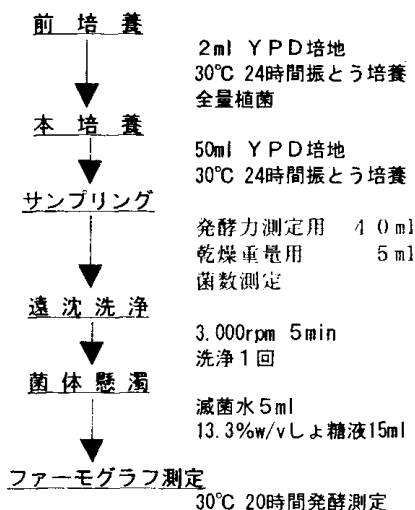 前 培 養
2ml YPD培地
30℃ 24時間振とう培養
全量植菌
本 培 養
50ml YPD培地
30℃ 24時間振とう培養
サンプリング
発酵力測定用 40ml
乾燥重量用 5ml
菌数測定
遠 沈 洗 浄
3.000rpm 5min
洗浄1回
菌 体 懸 濁
滅菌水5ml
13.3%w/vしょ糖液15ml
ファーモグラフ測定
30℃ 20時間発酵測定